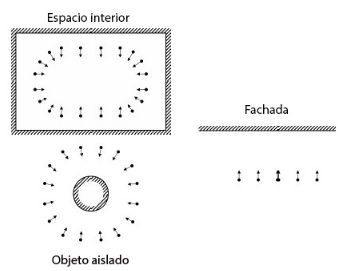 Espacio interior
Fachada
Objeto aislado